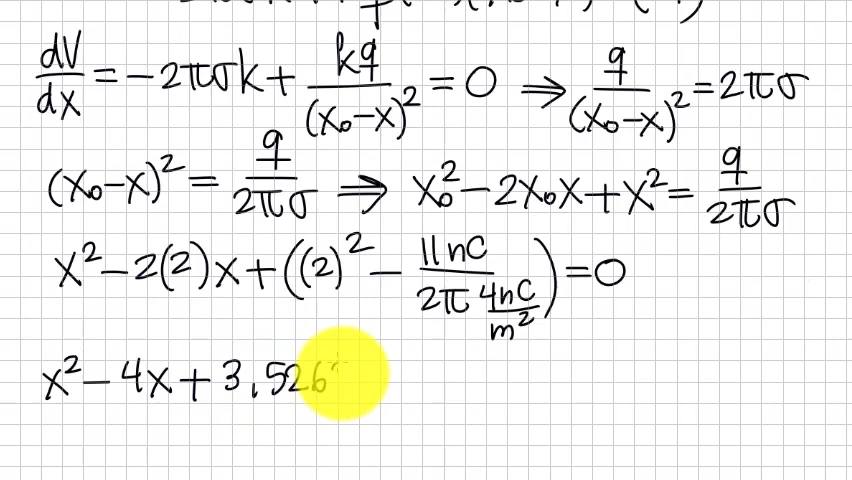 dV/dx = -2πσk + kq/(x₀-x)² = 0 ⇒ q/(x₀-x)² = 2πσ
(x₀-x)² = q/2πσ ⇒ x₀² - 2x₀x + x² = q/2πσ
x² - 2(2)x + ((2)² - 11nC/2π 4nC/m²) = 0
x² - 4x + 3.526